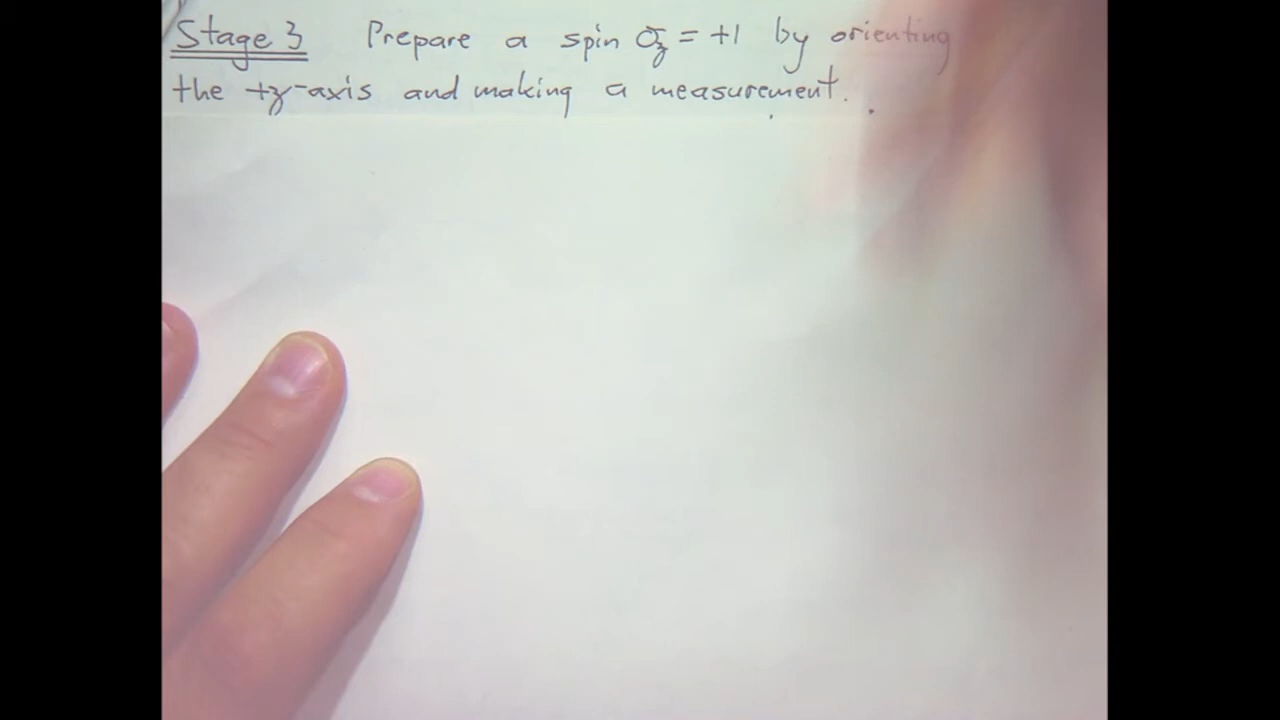 Stage 3 Prepare a spin σz = +1 by orienting
the +z-axis and making a measurement.